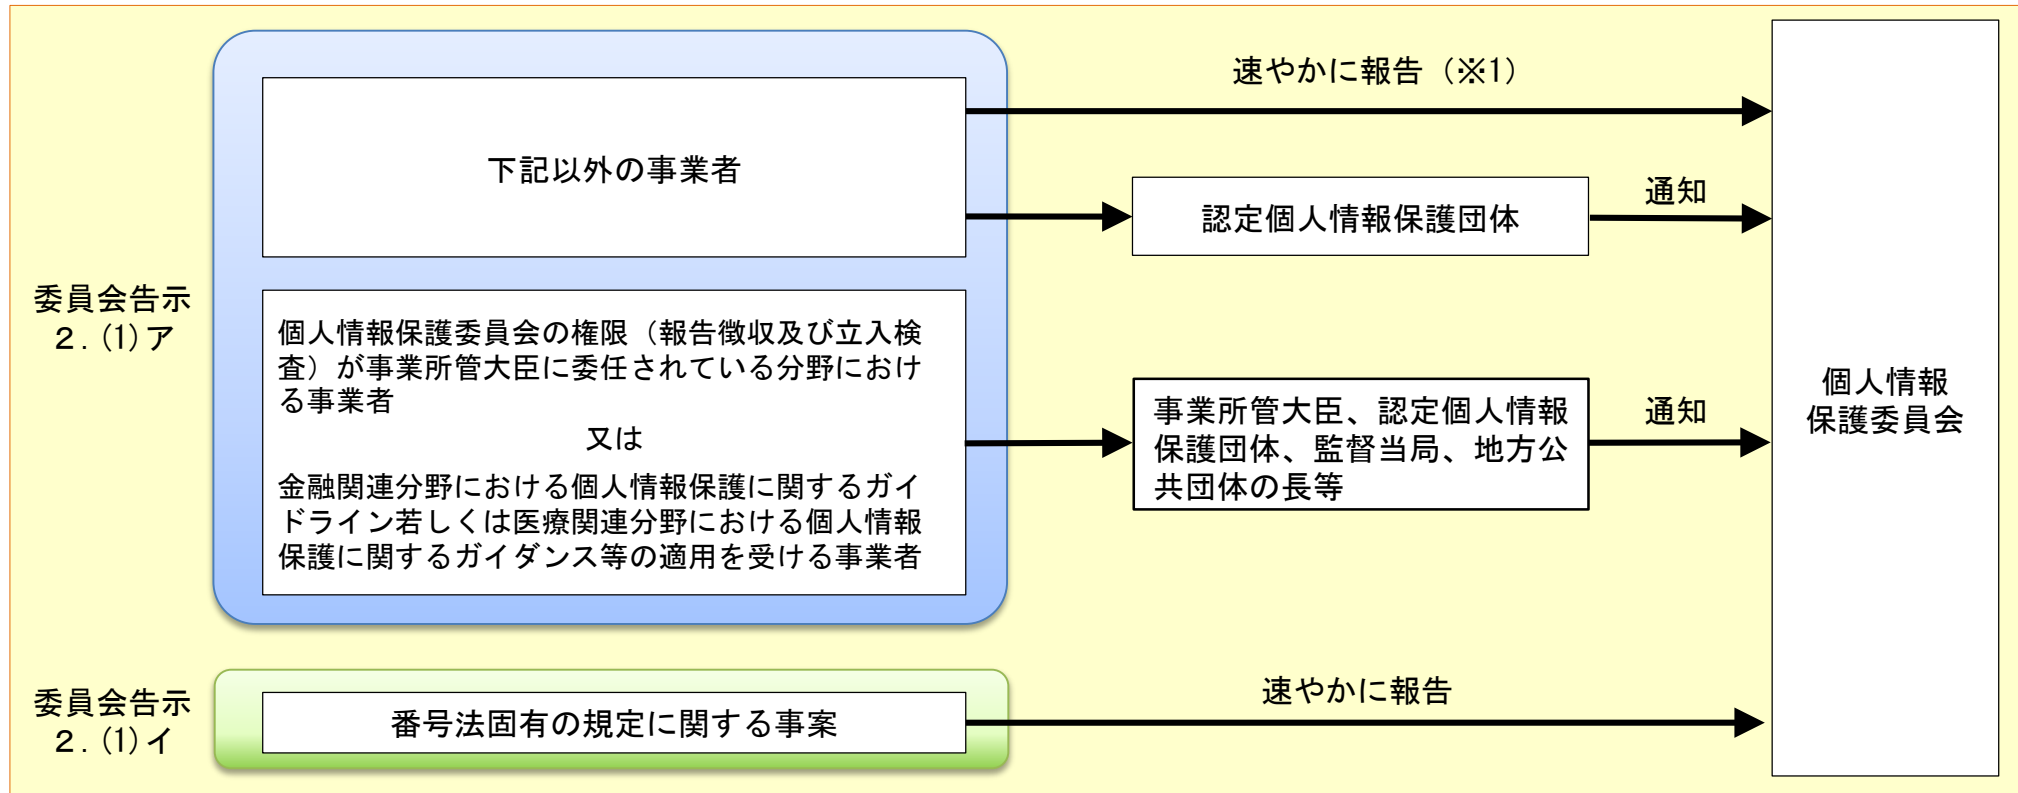 速やかに報告（※1）
下記以外の事業者
認定個人情報保護団体
通知
委員会告示
２．(1)ア
個人情報保護委員会の権限（報告徴収及び立入検
査）が事業所管大臣に委任されている分野におけ
る事業者
又は
金融関連分野における個人情報保護に関するガイ
ドライン若しくは医療関連分野における個人情報
保護に関するガイダンス等の適用を受ける事業者
事業所管大臣、認定個人情報
保護団体、監督当局、地方公
共団体の長等
通知
個人情報
保護委員会
委員会告示
２．(1)イ
番号法固有の規定に関する事案
速やかに報告